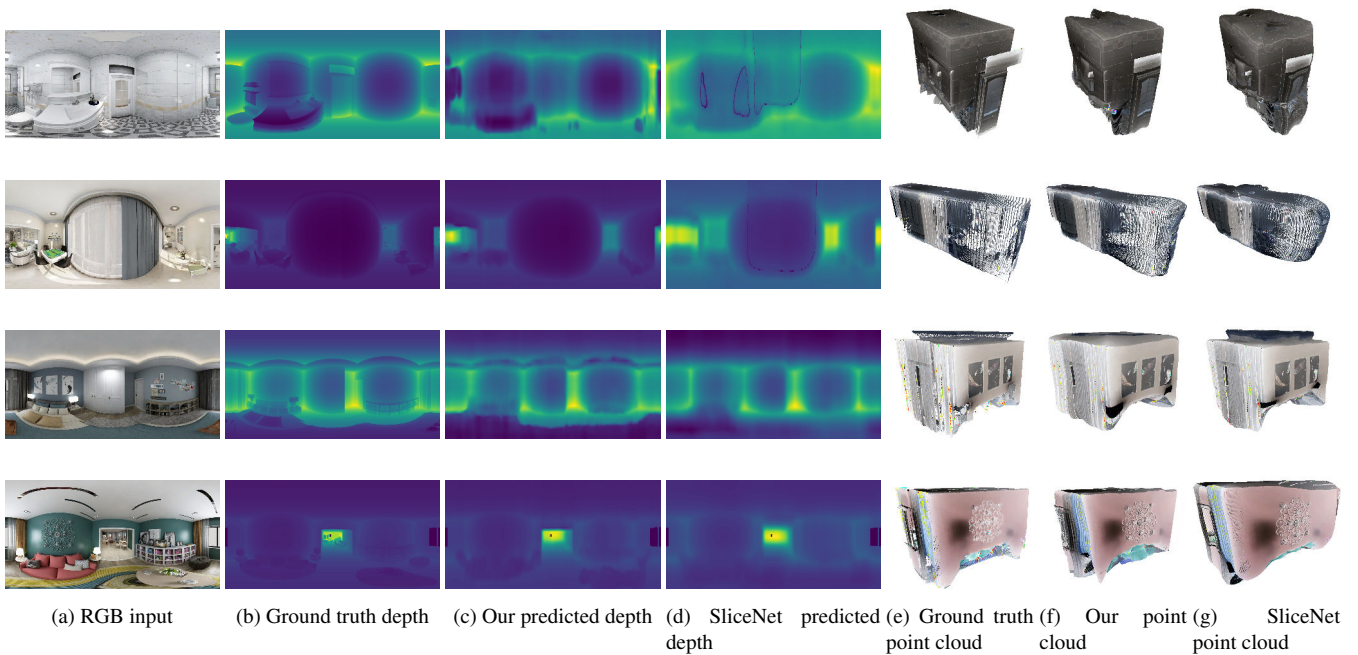 (a) RGB input
(b) Ground truth depth
(c) Our predicted depth
(d) SliceNet predicted
depth
(e) Ground truth
point cloud
(f) Our point
cloud
(g) SliceNet
point cloud